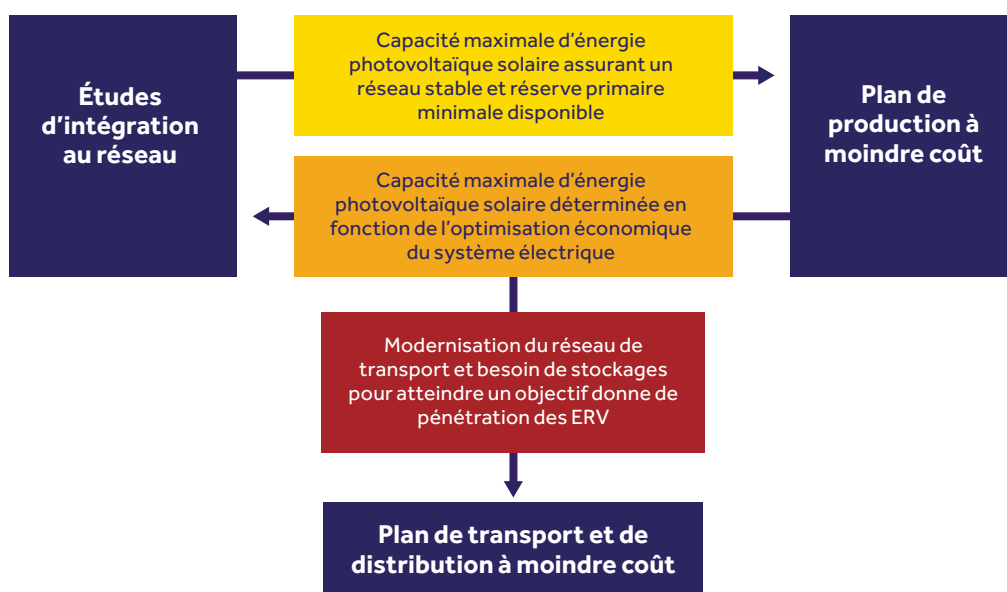 Études
d’intégration
au réseau
Capacité maximale d’énergie
photovoltaïque solaire assurant un
réseau stable et réserve primaire
minimale disponible
Plan de
production à
moindre coût
Capacité maximale d’énergie
photovoltaïque solaire déterminée en
fonction de l’optimisation économique
du système électrique
Modernisation du réseau de
transport et besoin de stockages
pour atteindre un objectif donne de
pénétration des ERV
Plan de transport et de
distribution à moindre coût